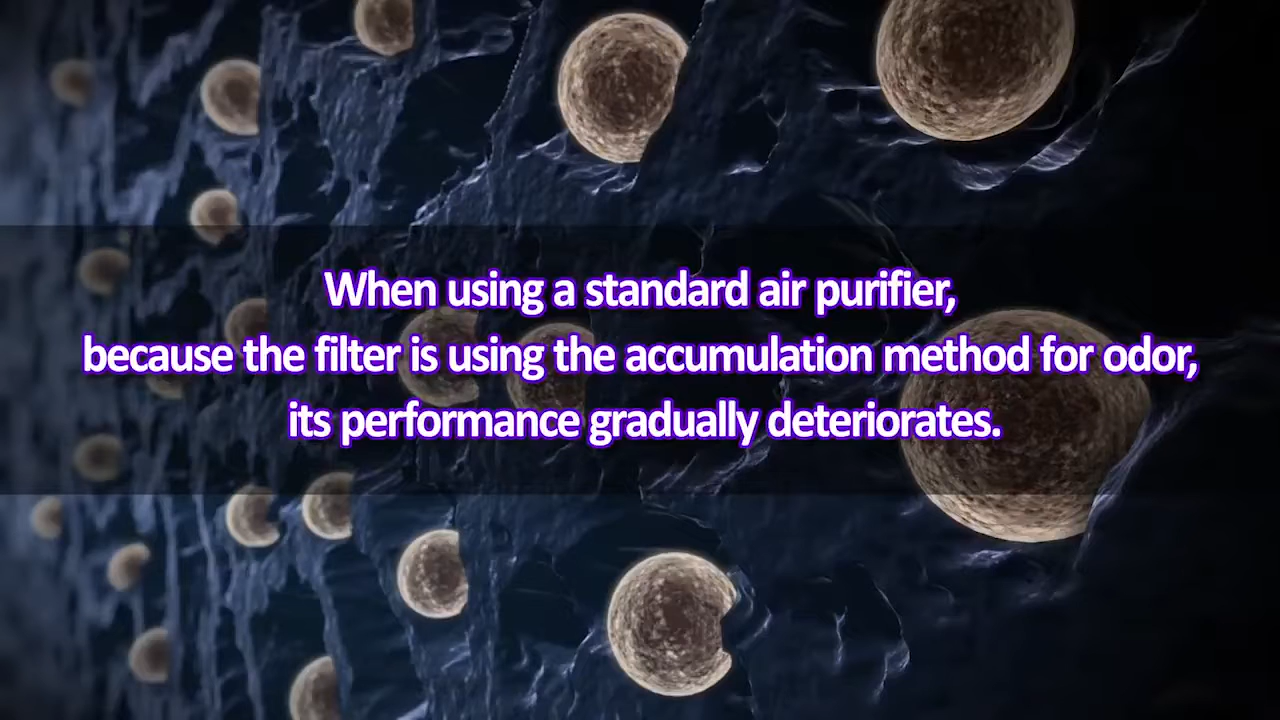 When using a standard air purifier,
because the filter is using the accumulation method for odor,
its performance gradually deteriorates.